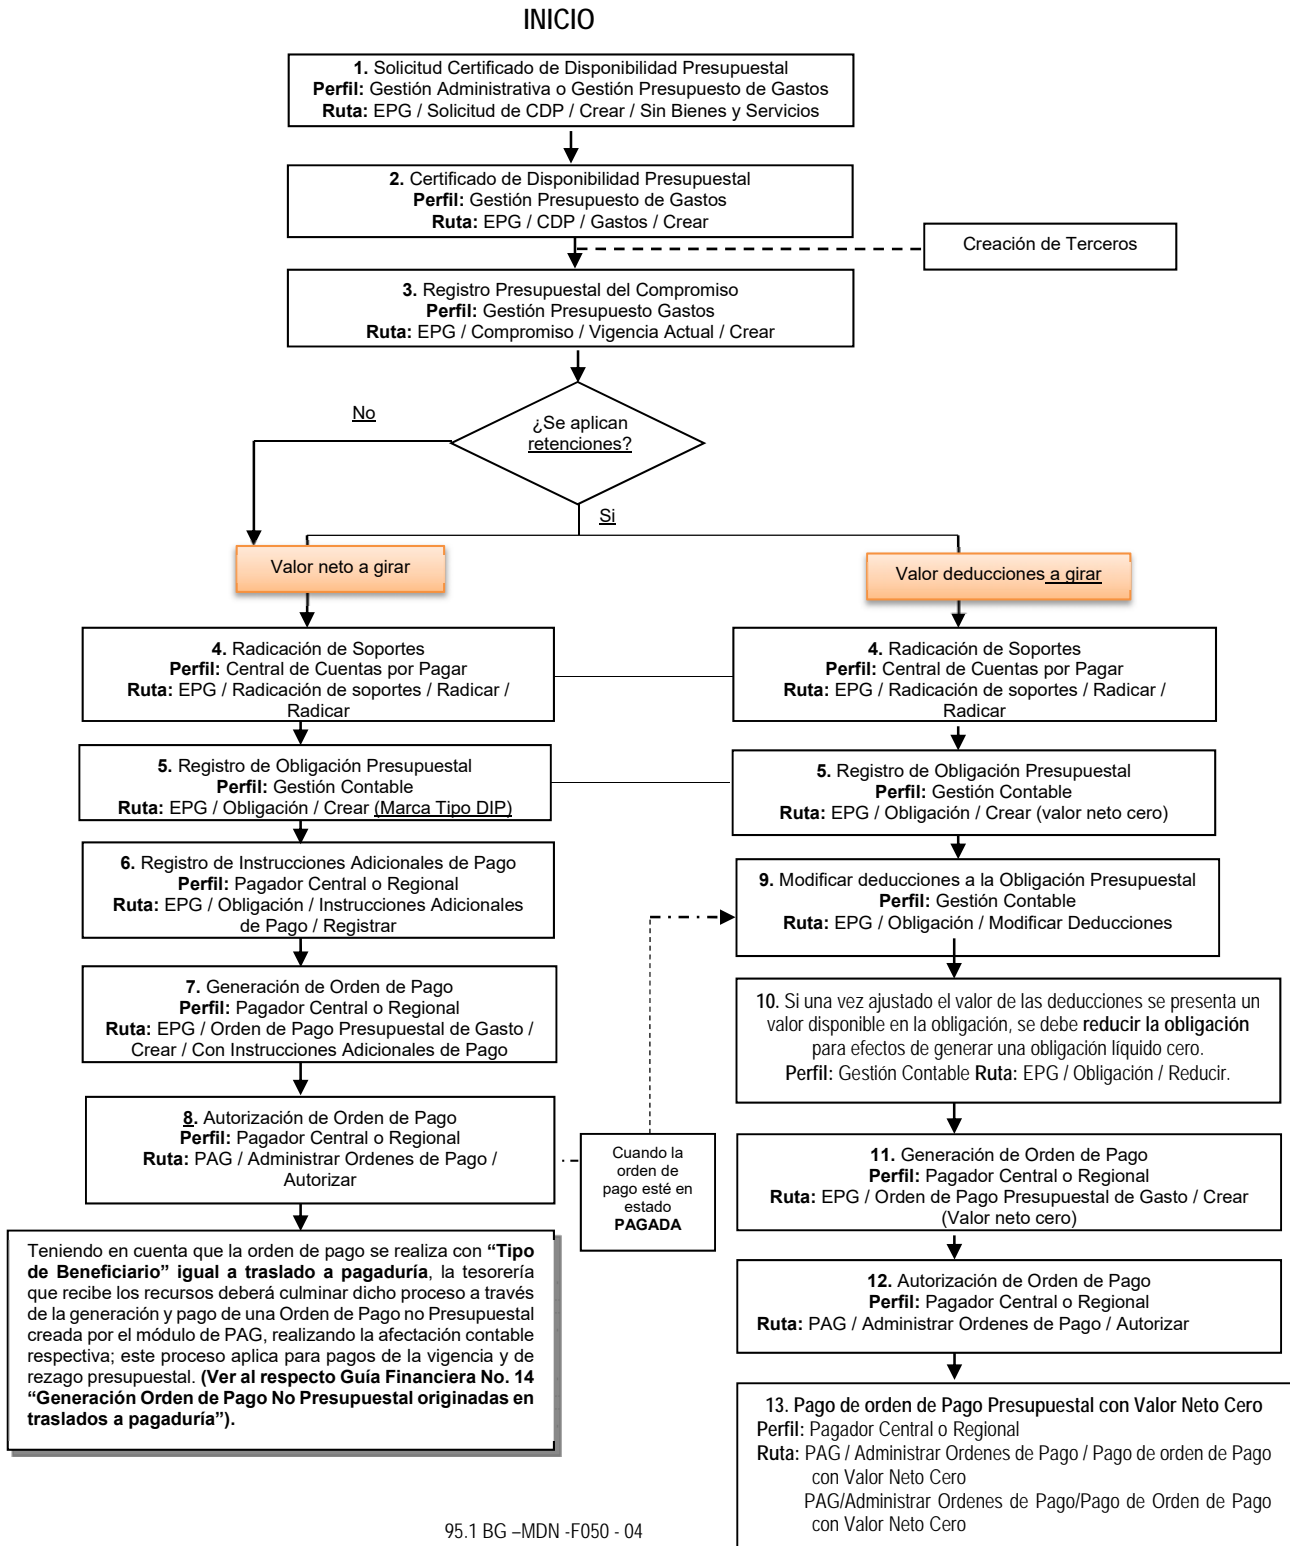 INICIO
1. Solicitud Certificado de Disponibilidad Presupuestal
Perfil: Gestión Administrativa o Gestión Presupuesto de Gastos
Ruta: EPG / Solicitud de CDP / Crear / Sin Bienes y Servicios
2. Certificado de Disponibilidad Presupuestal
Perfil: Gestión Presupuesto de Gastos
Ruta: EPG / CDP / Gastos / Crear
Creación de Terceros
3. Registro Presupuestal del Compromiso
Perfil: Gestión Presupuesto Gastos
Ruta: EPG / Compromiso / Vigencia Actual / Crear
¿Se aplican
retenciones?
No
Si
Valor neto a girar
Valor deducciones a girar
4. Radicación de Soportes
Perfil: Central de Cuentas por Pagar
Ruta: EPG / Radicación de soportes / Radicar /
Radicar
4. Radicación de Soportes
Perfil: Central de Cuentas por Pagar
Ruta: EPG / Radicación de soportes / Radicar /
Radicar
5. Registro de Obligación Presupuestal
Perfil: Gestión Contable
Ruta: EPG / Obligación / Crear (Marca Tipo DIP)
5. Registro de Obligación Presupuestal
Perfil: Gestión Contable
Ruta: EPG / Obligación / Crear (valor neto cero)
6. Registro de Instrucciones Adicionales de Pago
Perfil: Pagador Central o Regional
Ruta: EPG / Obligación / Instrucciones Adicionales
de Pago / Registrar
9. Modificar deducciones a la Obligación Presupuestal
Perfil: Gestión Contable
Ruta: EPG / Obligación / Modificar Deducciones
7. Generación de Orden de Pago
Perfil: Pagador Central o Regional
Ruta: EPG / Orden de Pago Presupuestal de Gasto /
Crear / Con Instrucciones Adicionales de Pago
10. Si una vez ajustado el valor de las deducciones se presenta un
valor disponible en la obligación, se debe reducir la obligación
para efectos de generar una obligación líquido cero.
Perfil: Gestión Contable Ruta: EPG / Obligación / Reducir.
8. Autorización de Orden de Pago
Perfil: Pagador Central o Regional
Ruta: PAG / Administrar Ordenes de Pago /
Autorizar
Cuando la
orden de
pago esté en
estado
PAGADA
11. Generación de Orden de Pago
Perfil: Pagador Central o Regional
Ruta: EPG / Orden de Pago Presupuestal de Gasto / Crear
(Valor neto cero)
Teniendo en cuenta que la orden de pago se realiza con “Tipo
de Beneficiario” igual a traslado a pagaduría, la tesorería
que recibe los recursos deberá culminar dicho proceso a través
de la generación y pago de una Orden de Pago no Presupuestal
creada por el módulo de PAG, realizando la afectación contable
respectiva; este proceso aplica para pagos de la vigencia y de
rezago presupuestal. (Ver al respecto Guía Financiera No. 14
“Generación Orden de Pago No Presupuestal originadas en
traslados a pagaduría”).
12. Autorización de Orden de Pago
Perfil: Pagador Central o Regional
Ruta: PAG / Administrar Ordenes de Pago / Autorizar
13. Pago de orden de Pago Presupuestal con Valor Neto Cero
Perfil: Pagador Central o Regional
Ruta: PAG / Administrar Ordenes de Pago / Pago de orden de Pago
con Valor Neto Cero
PAG/Administrar Ordenes de Pago/Pago de Orden de Pago
con Valor Neto Cero
95.1 BG –MDN -F050 - 04